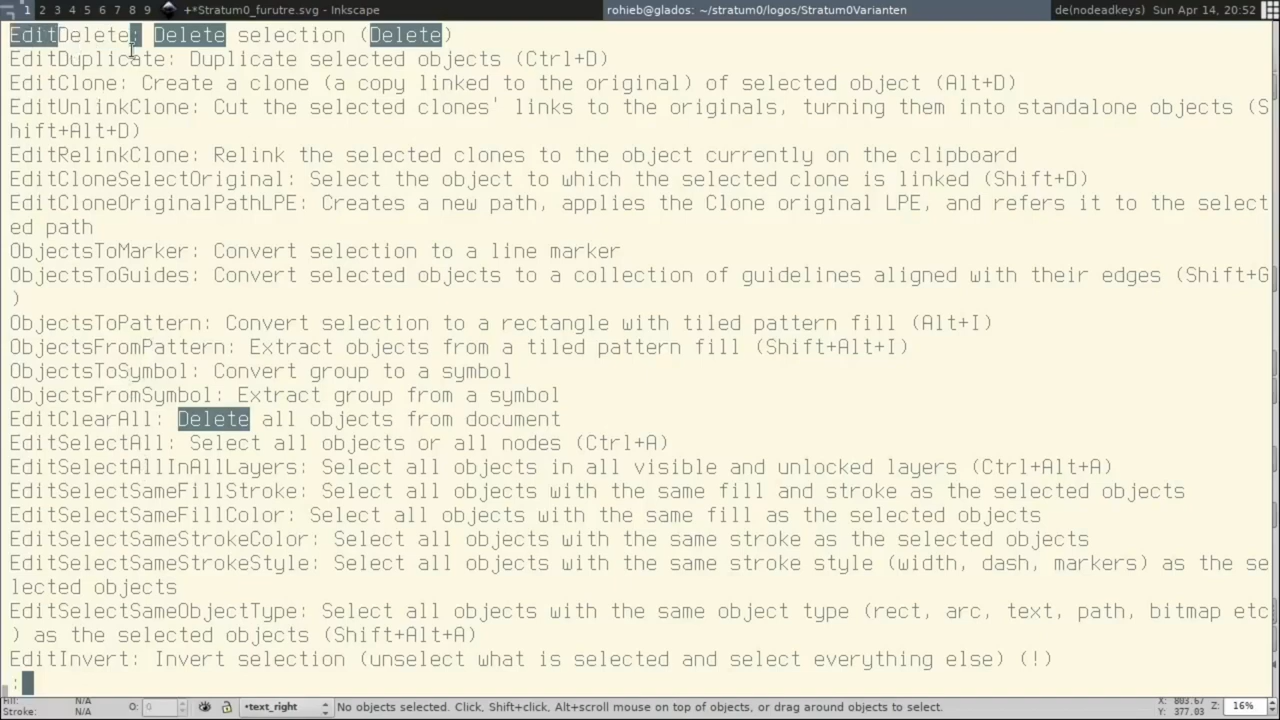 1 2 3 4 5 6 7 8 9 +*Stratum0_furutre.svg - Inkscape rohieb@glados: ~/stratum0/logos/Stratum0Varianten de(nodeadkeys) Sun Apr 14, 20:52
EditDelete: Delete selection (Delete)
EditDuplicate: Duplicate selected objects (Ctrl+D)
EditClone: Create a clone (a copy linked to the original) of selected object (Alt+D)
EditUnlinkClone: Cut the selected clones' links to the originals, turning them into standalone objects (S
hift+Alt+D)
EditRelinkClone: Relink the selected clones to the object currently on the clipboard
EditCloneSelectOriginal: Select the object to which the selected clone is linked (Shift+D)
EditCloneOriginalPathLPE: Creates a new path, applies the Clone original LPE, and refers it to the select
ed path
ObjectsToMarker: Convert selection to a line marker
ObjectsToGuides: Convert selected objects to a collection of guidelines aligned with their edges (Shift+G
)
ObjectsToPattern: Convert selection to a rectangle with tiled pattern fill (Alt+I)
ObjectsFromPattern: Extract objects from a tiled pattern fill (Shift+Alt+I)
ObjectsToSymbol: Convert group to a symbol
ObjectsFromSymbol: Extract group from a symbol
EditClearAll: Delete all objects from document
EditSelectAll: Select all objects or all nodes (Ctrl+A)
EditSelectAllInAllLayers: Select all objects in all visible and unlocked layers (Ctrl+Alt+A)
EditSelectSameFillStroke: Select all objects with the same fill and stroke as the selected objects
EditSelectSameFillColor: Select all objects with the same fill as the selected objects
EditSelectSameStrokeColor: Select all objects with the same stroke as the selected objects
EditSelectSameStrokeStyle: Select all objects with the same stroke style (width, dash, markers) as the se
lected objects
EditSelectSameObjectType: Select all objects with the same object type (rect, arc, text, path, bitmap etc
) as the selected objects (Shift+Alt+A)
EditInvert: Invert selection (unselect what is selected and select everything else) (!)
:
Fill: N/A O: 0 •text_right No objects selected. Click, Shift+click, Alt+scroll mouse on top of objects, or drag around objects to select. X: 803.67 Z: 16%
Stroke: N/A Y: 377.03